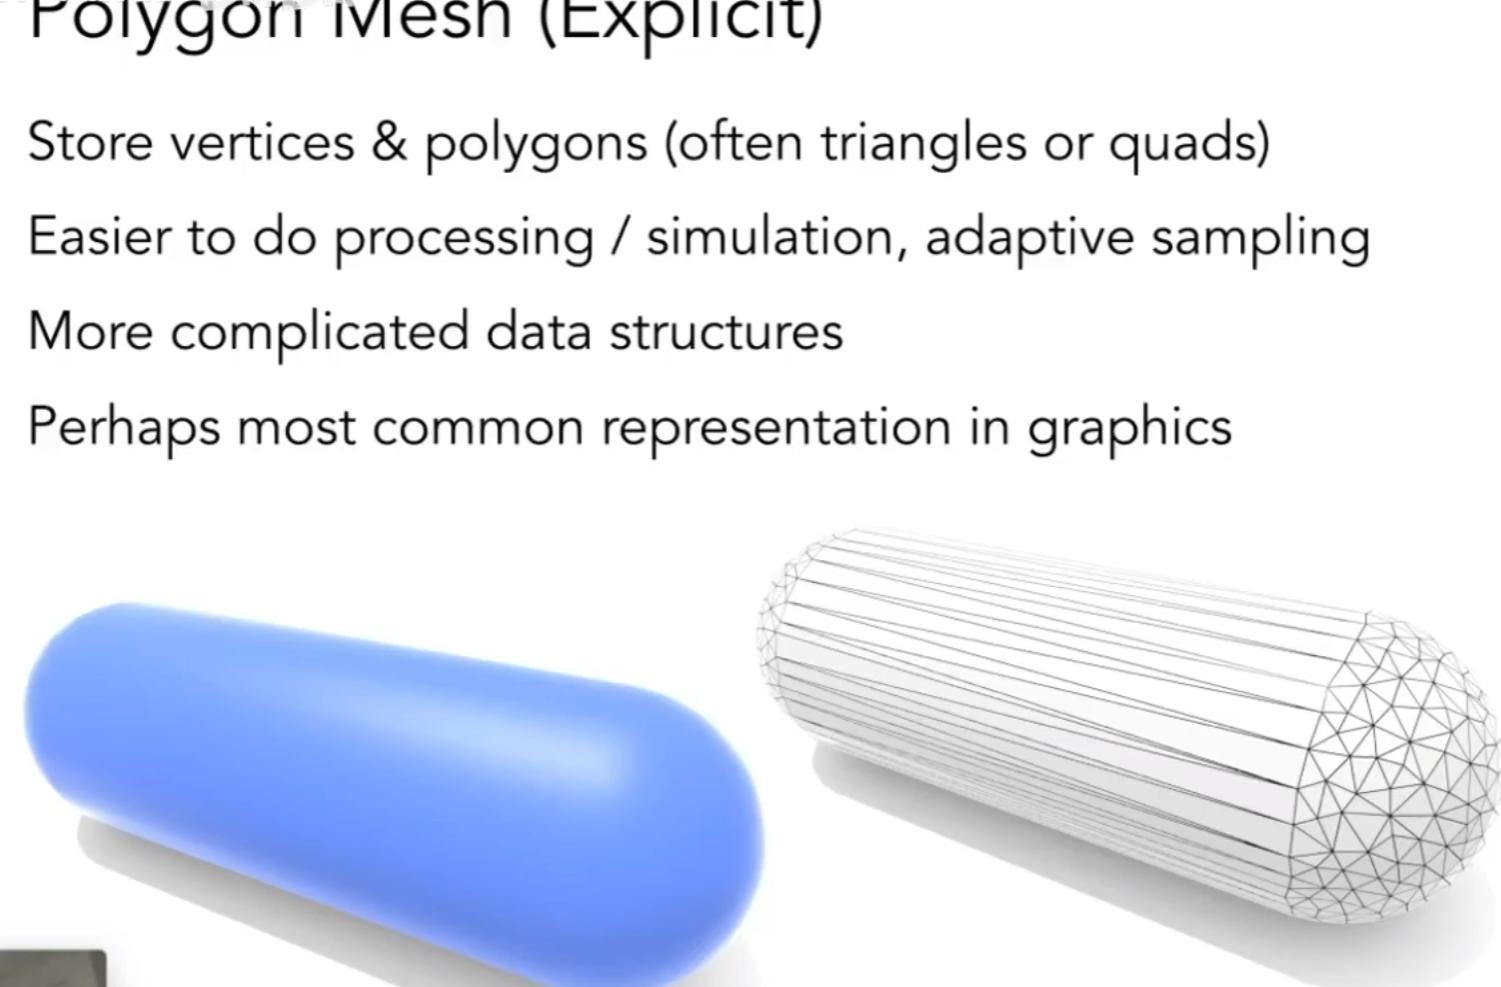 Polygon Mesh (Explicit)
Store vertices & polygons (often triangles or quads)
Easier to do processing / simulation, adaptive sampling
More complicated data structures
Perhaps most common representation in graphics